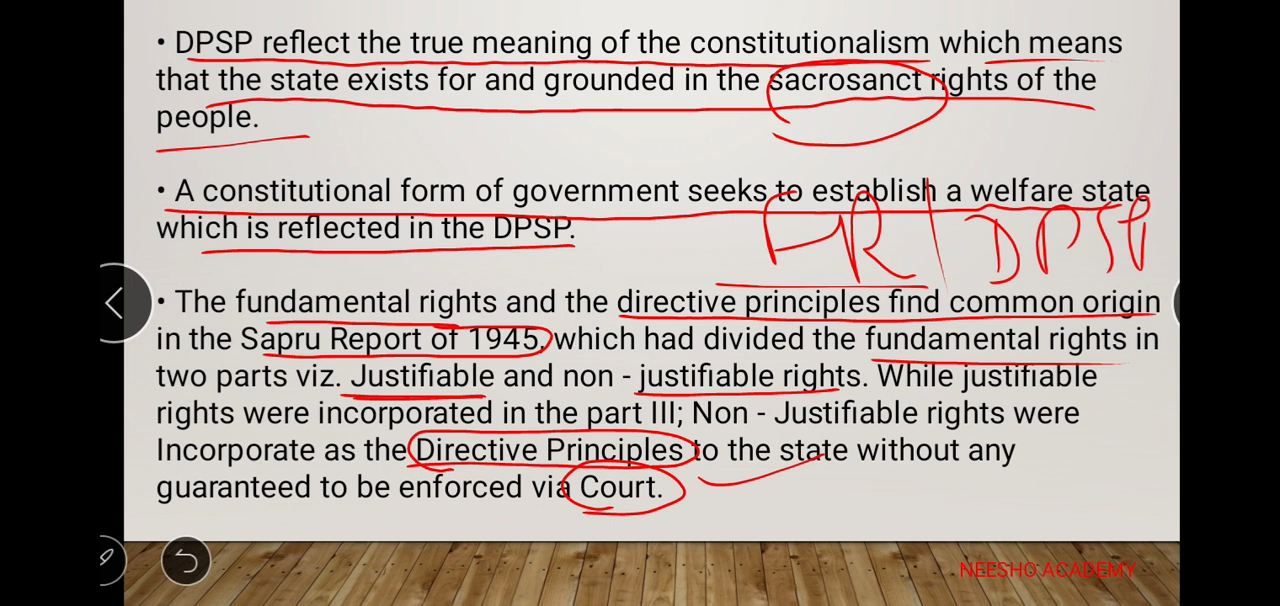 • DPSP reflect the true meaning of the constitutionalism which means
that the state exists for and grounded in the sacrosanct rights of the
people.
• A constitutional form of government seeks to establish a welfare state
which is reflected in the DPSP.
FR | DPSP
• The fundamental rights and the directive principles find common origin
in the Sapru Report of 1945, which had divided the fundamental rights in
two parts viz. Justifiable and non - justifiable rights. While justifiable
rights were incorporated in the part III; Non - Justifiable rights were
Incorporate as the Directive Principles to the state without any
guaranteed to be enforced via Court.
NEESHO ACADEMY